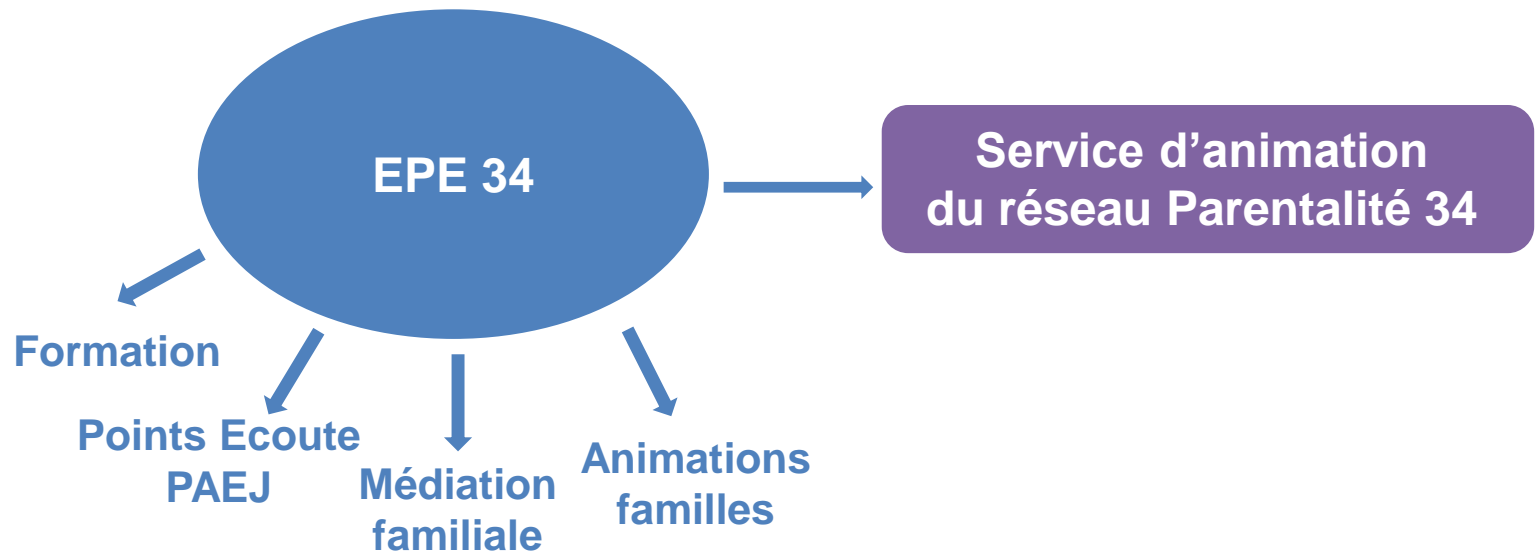 EPE 34
Service d’animation
du réseau Parentalité 34
Formation
Points Ecoute
PAEJ
Médiation
familiale
Animations
familles